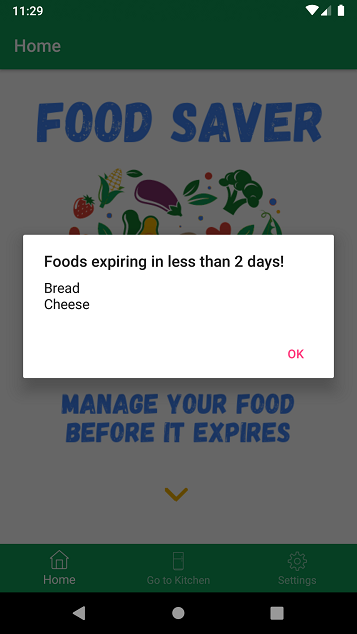 11:29
Home
FOOD SAVER
Foods expiring in less than 2 days!
Bread
Cheese
OK
MANAGE YOUR FOOD
BEFORE IT EXPIRES
Home
Go to Kitchen
Settings